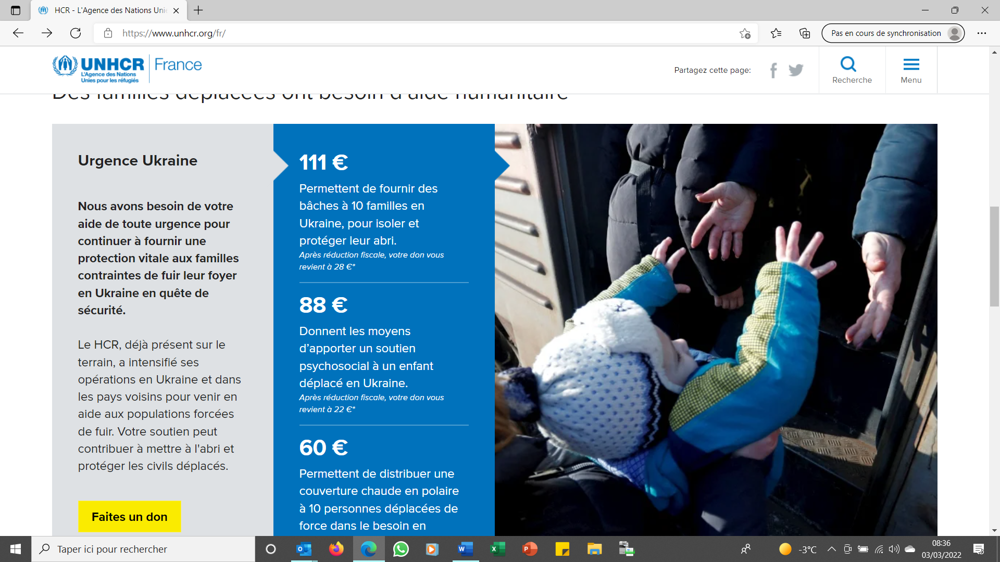 HCR - L'Agence des Nations Unie
https://www.unhcr.org/fr/
Pas en cours de synchronisation
UNHCR
L'Agence des Nations
Unies pour les réfugiés
France
Partagez cette page:
Recherche
Menu
Des familles déplacées ont besoin d'aide humanitaire
Urgence Ukraine
Nous avons besoin de votre
aide de toute urgence pour
continuer à fournir une
protection vitale aux familles
contraintes de fuir leur foyer
en Ukraine en quête de
sécurité.
Le HCR, déjà présent sur le
terrain, a intensifié ses
opérations en Ukraine et dans
les pays voisins pour venir en
aide aux populations forcées
de fuir. Votre soutien peut
contribuer à mettre à l'abri et
protéger les civils déplacés.
Faites un don
111 €
Permettent de fournir des
bâches à 10 familles en
Ukraine, pour isoler et
protéger leur abri.
Après réduction fiscale, votre don vous
revient à 28 €*
88 €
Donnent les moyens
d’apporter un soutien
psychosocial à un enfant
déplacé en Ukraine.
Après réduction fiscale, votre don vous
revient à 22 €*
60 €
Permettent de distribuer une
couverture chaude en polaire
à 10 personnes déplacées de
force dans le besoin en
Taper ici pour rechercher
-3°C
08:36
03/03/2022